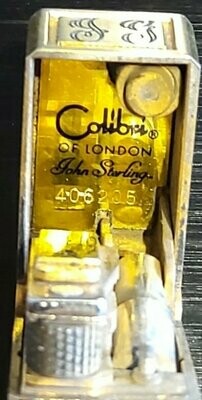 Colibri®
OF LONDON
John Sterling
406205